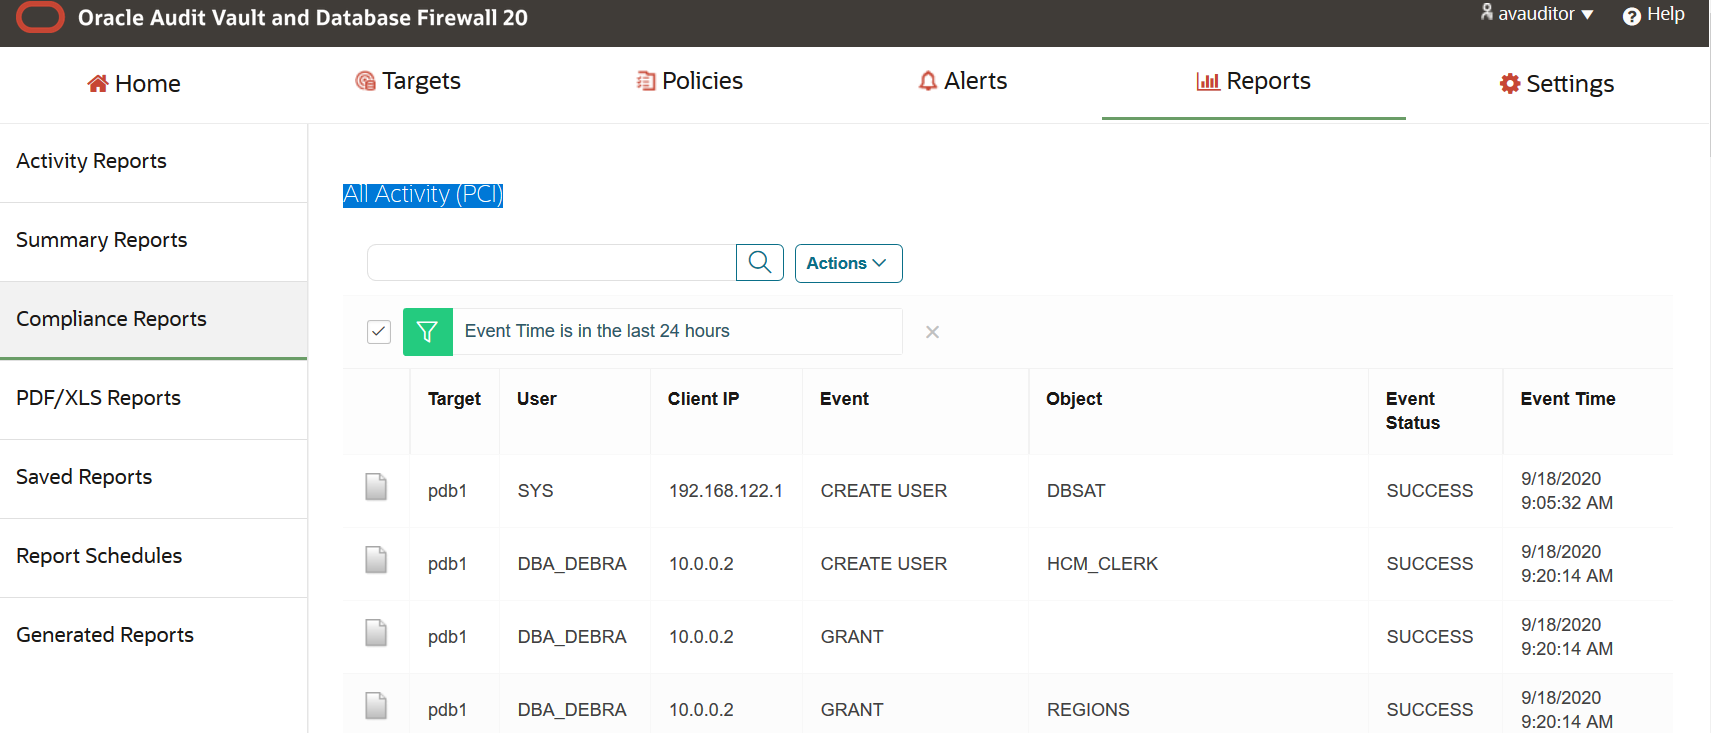 Oracle Audit Vault and Database Firewall 20
avauditor
Help
Home
Targets
Policies
Alerts
Reports
Settings
Activity Reports
Summary Reports
Compliance Reports
PDF/XLS Reports
Saved Reports
Report Schedules
Generated Reports
All Activity (PCI)
Actions
Event Time is in the last 24 hours
Target User Client IP Event Object Event Status Event Time
pdb1 SYS 192.168.122.1 CREATE USER DBSAT SUCCESS 9/18/2020 9:05:32 AM
pdb1 DBA_DEBRA 10.0.0.2 CREATE USER HCM_CLERK SUCCESS 9/18/2020 9:20:14 AM
pdb1 DBA_DEBRA 10.0.0.2 GRANT SUCCESS 9/18/2020 9:20:14 AM
pdb1 DBA_DEBRA 10.0.0.2 GRANT REGIONS SUCCESS 9/18/2020 9:20:14 AM